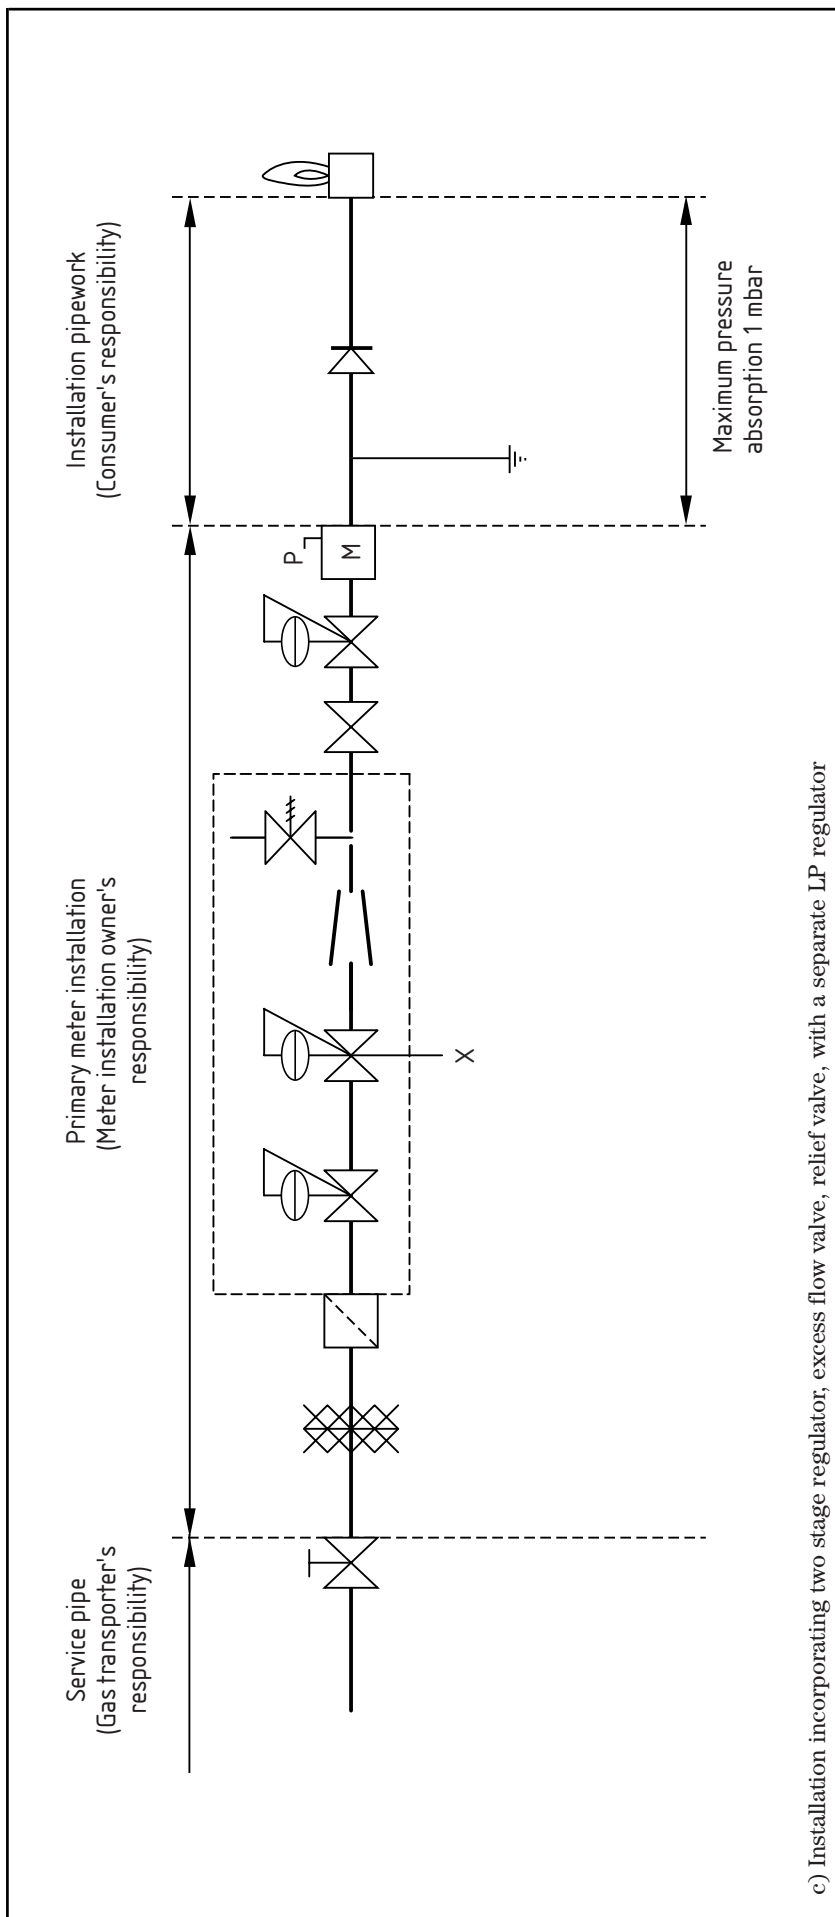 Service pipe
(Gas transporter's
responsibility)
Primary meter installation
(Meter installation owner's
responsibility)
Installation pipework
(Consumer's responsibility)
P
M
X
Maximum pressure
absorption 1 mbar
c) Installation incorporating two stage regulator, excess flow valve, relief valve, with a separate LP regulator